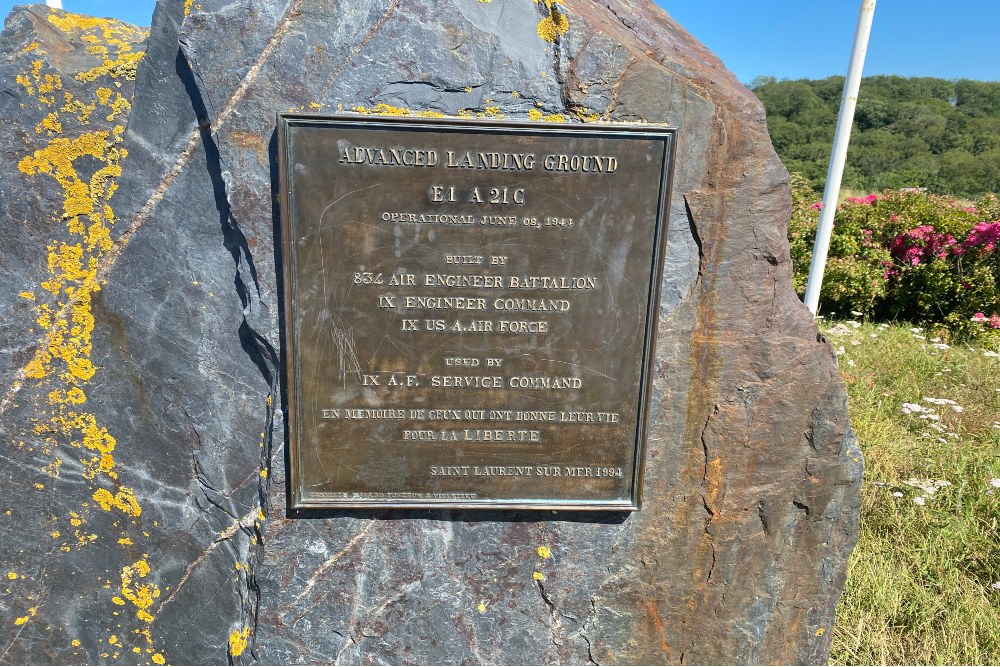 ADVANCED LANDING GROUND
E1 A 21C
OPERATIONAL JUNE 08, 1944
BUILT BY
834 AIR ENGINEER BATTALION
IX ENGINEER COMMAND
IX US A.AIR FORCE
USED BY
IX A.F. SERVICE COMMAND
EN MEMOIRE DE CEUX QUI ONT DONNE LEUR VIE
POUR LA LIBERTE
SAINT LAURENT SUR MER 1994